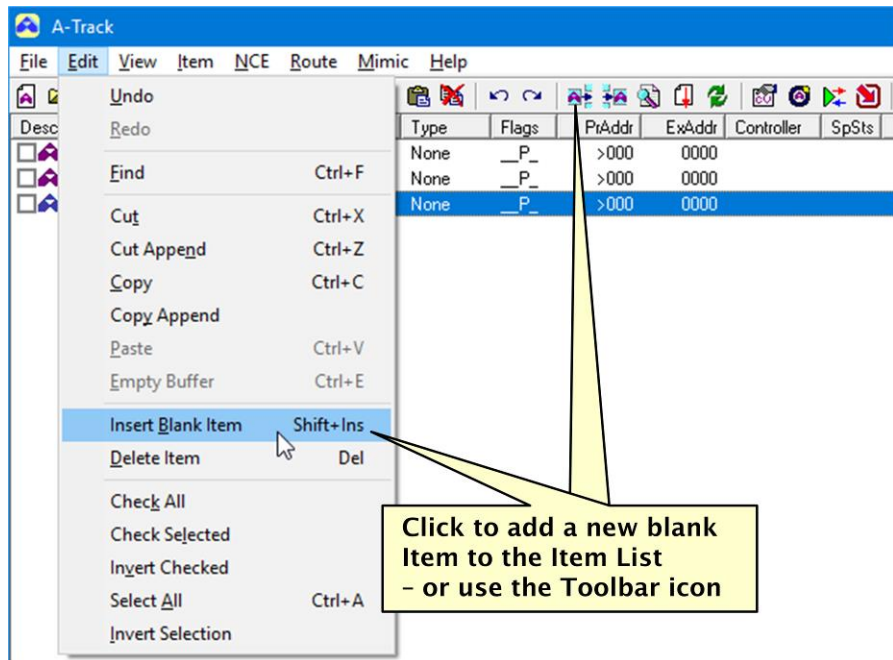 A-Track
File Edit View Item NCE Route Mimic Help
Desc Type Flags PrAddr ExAddr Controller SpSts
None __P_ >000 0000
None __P_ >000 0000
None __P_ >000 0000
Undo
Redo
Find Ctrl+F
Cut Ctrl+X
Cut Append Ctrl+Z
Copy Ctrl+C
Copy Append
Paste Ctrl+V
Empty Buffer Ctrl+E
Insert Blank Item Shift+Ins
Delete Item Del
Check All
Check Selected
Invert Checked
Select All Ctrl+A
Invert Selection
Click to add a new blank
Item to the Item List
– or use the Toolbar icon